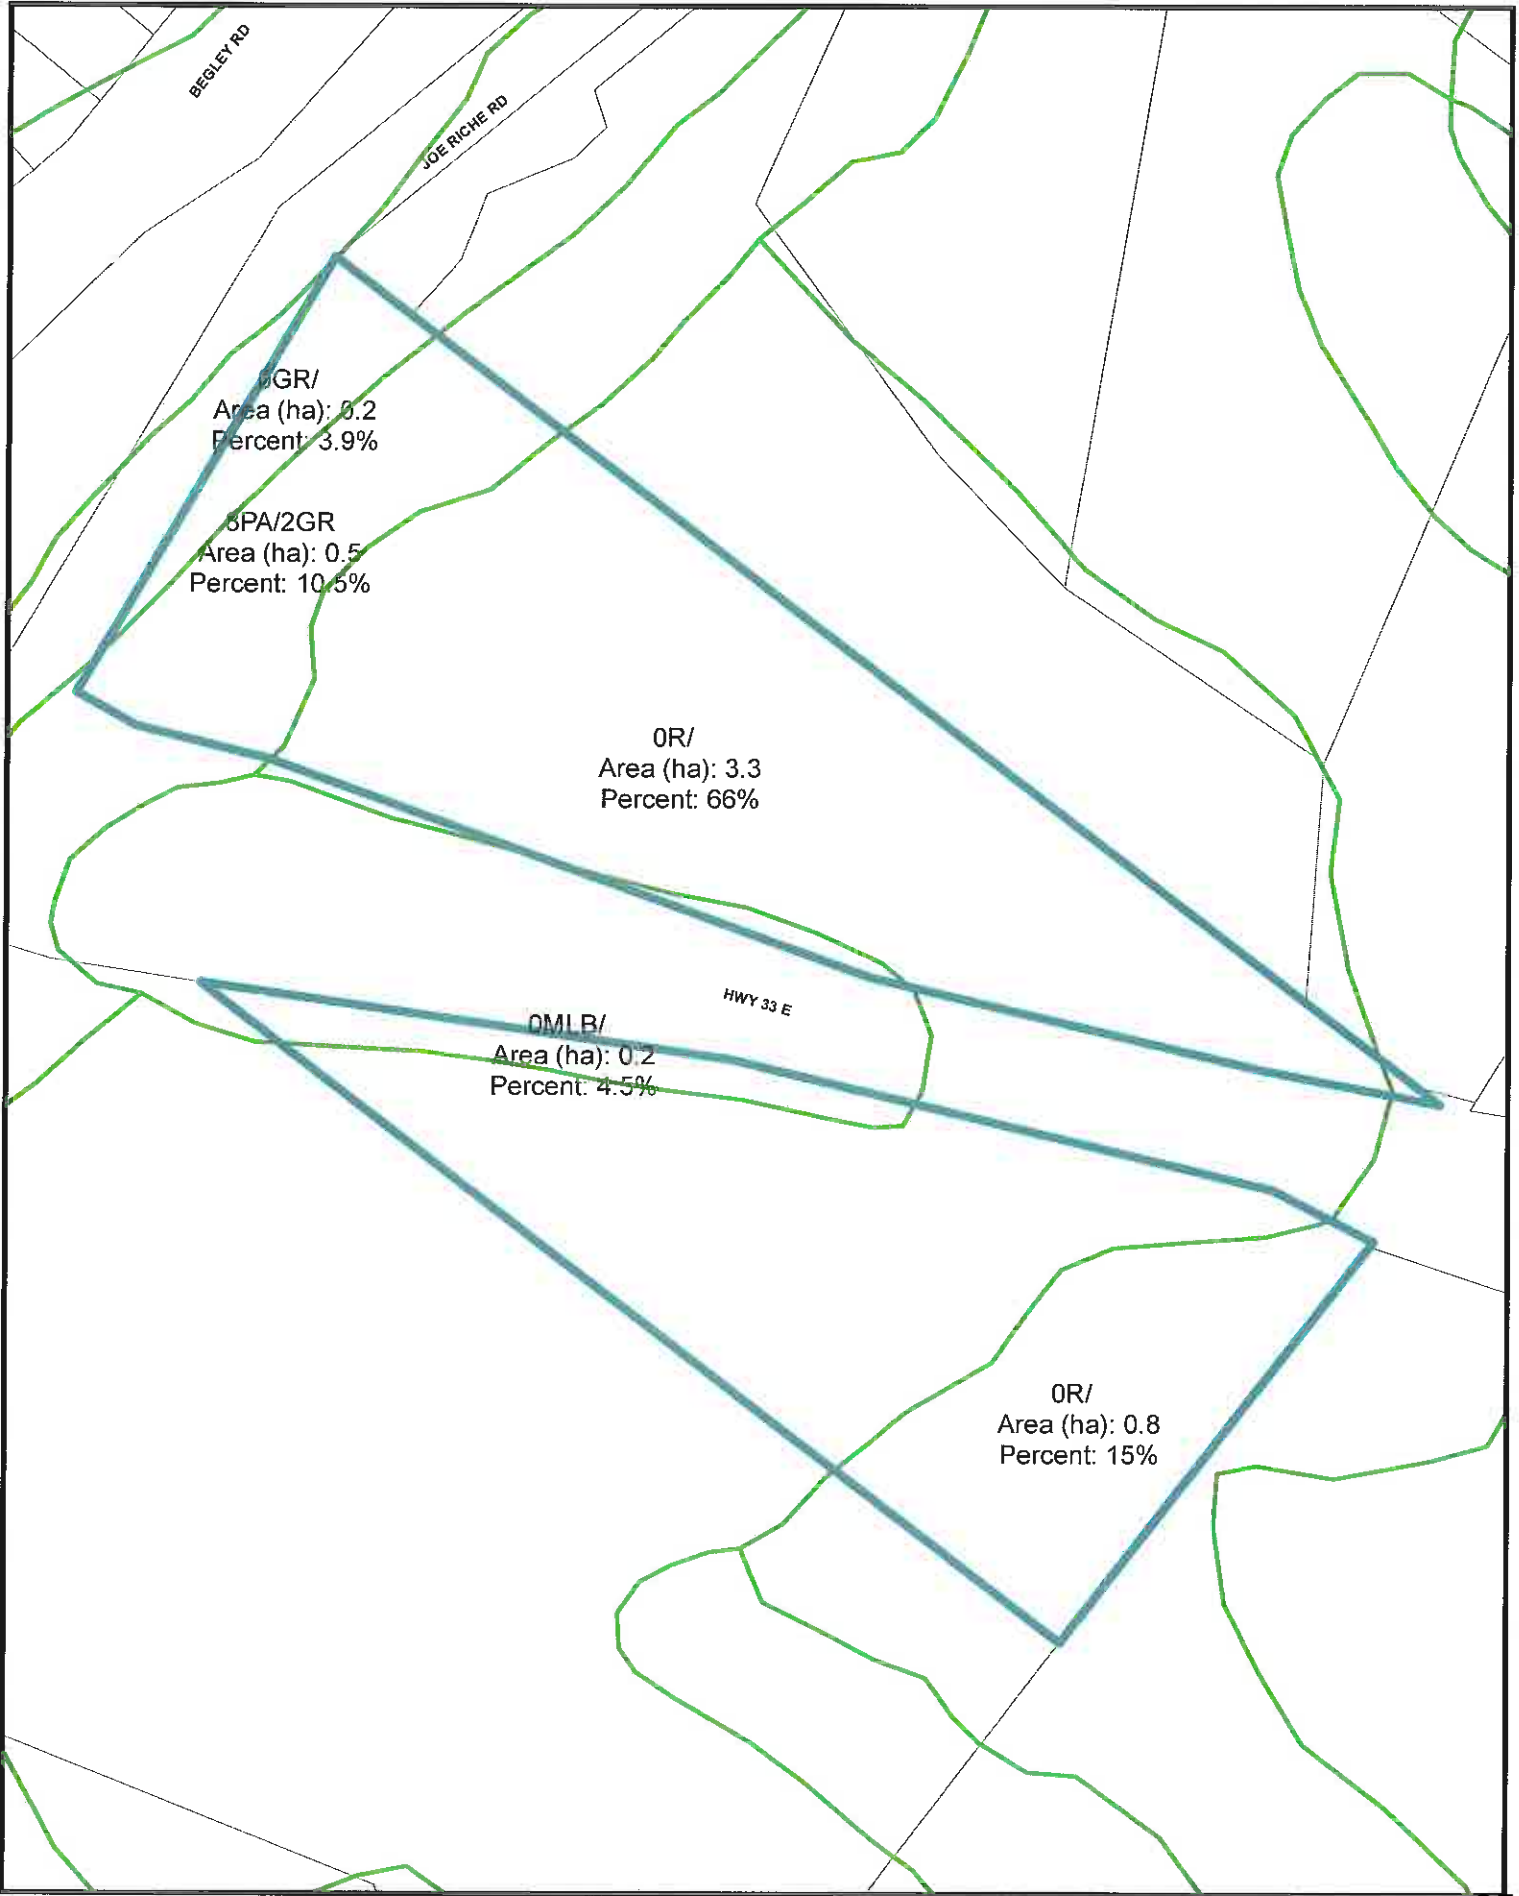 BEGLEY RD
JOE RICHE RD
6GR/
Area (ha): 0.2
Percent: 3.9%
8PA/2GR
Area (ha): 0.5
Percent: 10.5%
0R/
Area (ha): 3.3
Percent: 66%
HWY 33 E
0MLB/
Area (ha): 0.2
Percent: 4.5%
0R/
Area (ha): 0.8
Percent: 15%